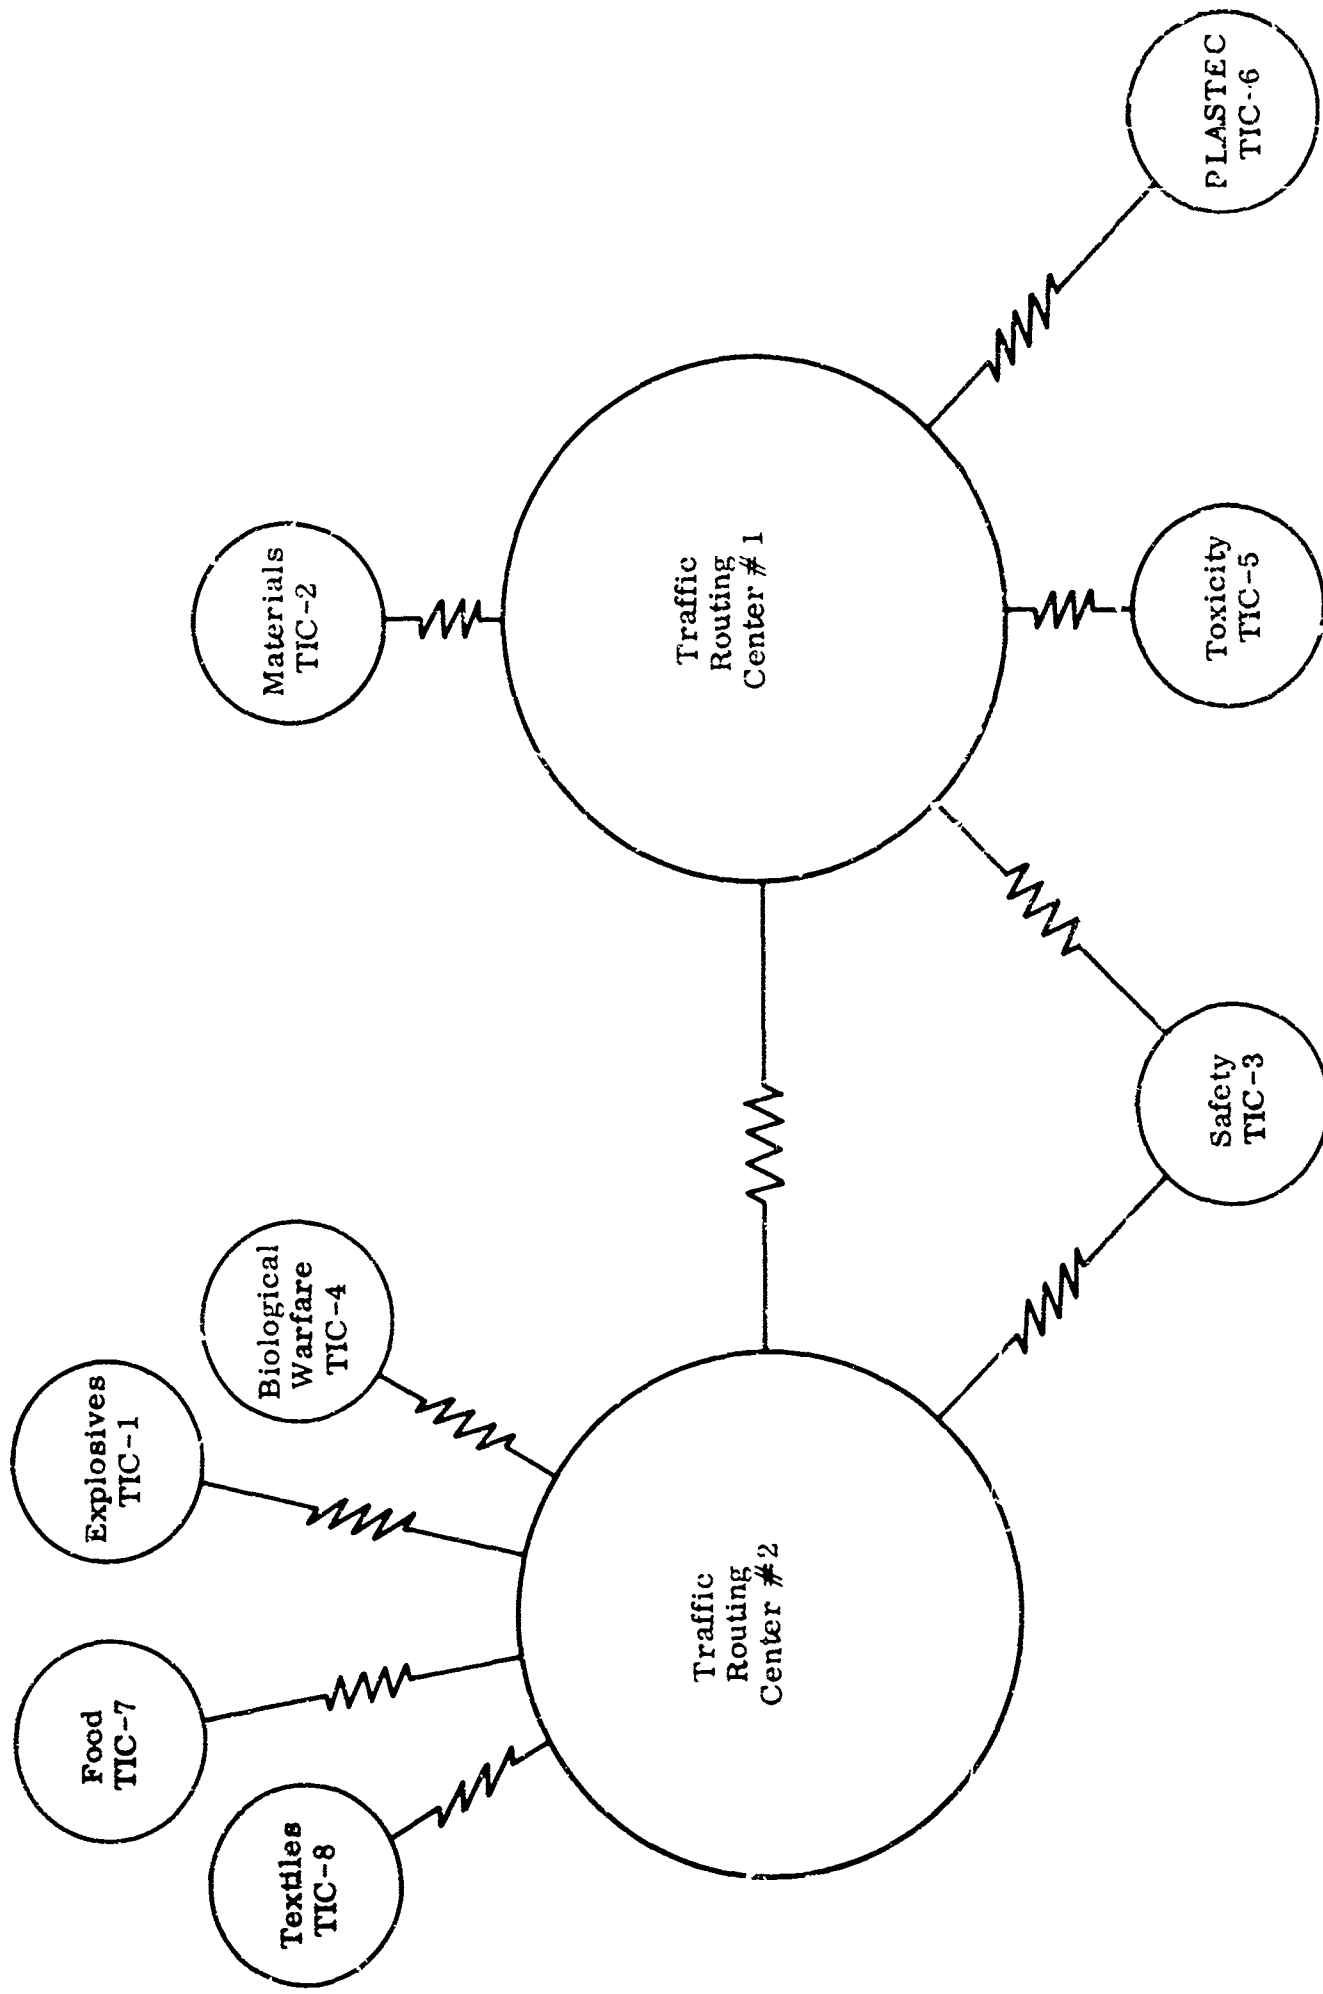 Textiles
TIC-8
Food
TIC-7
Explosives
TIC-1
Biological
Warfare
TIC-4
Materials
TIC-2
Traffic
Routing
Center #2
Traffic
Routing
Center #1
Safety
TIC-3
Toxicity
TIC-5
PLASTEC
TIC-6